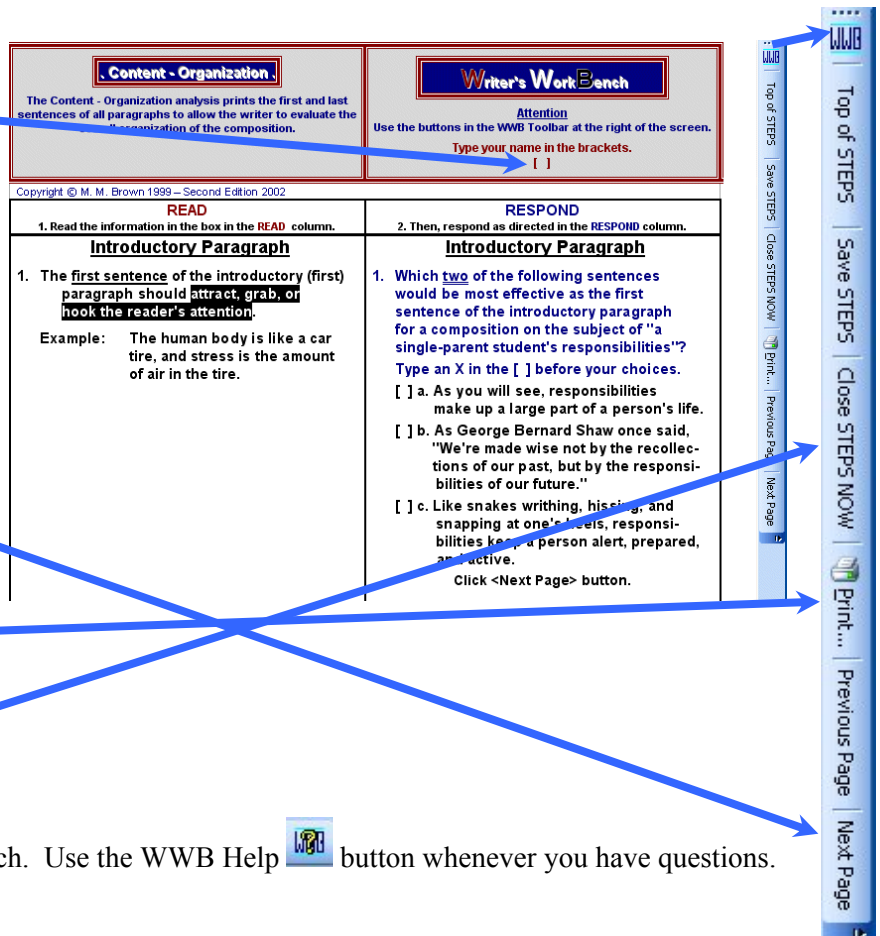 Content - Organization
The Content - Organization analysis prints the first and last
sentences of all paragraphs to allow the writer to evaluate the
organization of the composition.
Writer's WorkBench
Attention
Use the buttons in the WWB Toolbar at the right of the screen.
Type your name in the brackets.
[ ]
Copyright © M. M. Brown 1999 – Second Edition 2002
READ
1. Read the information in the box in the READ column.
Introductory Paragraph
1. The first sentence of the introductory (first)
paragraph should attract, grab, or
hook the reader's attention.
Example: The human body is like a car
tire, and stress is the amount
of air in the tire.
RESPOND
2. Then, respond as directed in the RESPOND column.
Introductory Paragraph
1. Which two of the following sentences
would be most effective as the first
sentence of the introductory paragraph
for a composition on the subject of "a
single-parent student's responsibilities"?
Type an X in the [ ] before your choices.
[ ] a. As you will see, responsibilities
make up a large part of a person's life.
[ ] b. As George Bernard Shaw once said,
"We're made wise not by the recollec-
tions of our past, but by the responsi-
bilities of our future."
[ ] c. Like snakes writhing, hissing, and
snapping at one's heels, responsi-
bilities keep a person alert, prepared,
and active.
Click <Next Page> button.
WWB Top of STEPS Save STEPS Close STEPS NOW Print... Previous Page Next Page
WWB Top of STEPS Save STEPS Close STEPS NOW Print... Previous Page Next Page
ch. Use the WWB Help WWB button whenever you have questions.